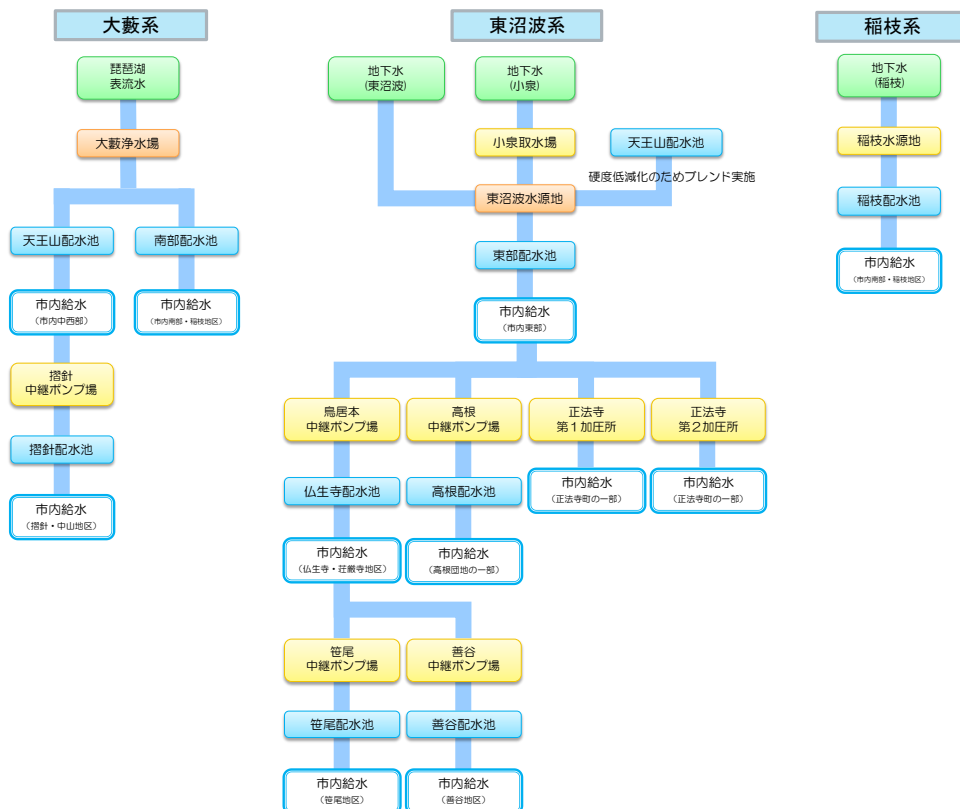 大藪系
琵琶湖
表流水
大藪浄水場
天王山配水池
南部配水池
市内給水
(市内中西部)
市内給水
(市内南部・稲枝地区)
摺針
中継ポンプ場
摺針配水池
市内給水
(摺針・中山地区)
東沼波系
地下水
(東沼波)
地下水
(小泉)
小泉取水場
天王山配水池
硬度低減化のためブレンド実施
東沼波水源地
東部配水池
市内給水
(市内東部)
鳥居本
中継ポンプ場
高根
中継ポンプ場
正法寺
第1加圧所
正法寺
第2加圧所
仏生寺配水池
高根配水池
市内給水
(正法寺町の一部)
市内給水
(正法寺町の一部)
市内給水
(仏生寺・荘厳寺地区)
市内給水
(高根団地の一部)
笹尾
中継ポンプ場
善谷
中継ポンプ場
笹尾配水池
善谷配水池
市内給水
(笹尾地区)
市内給水
(善谷地区)
稲枝系
地下水
(稲枝)
稲枝水源地
稲枝配水池
市内給水
(市内南部・稲枝地区)